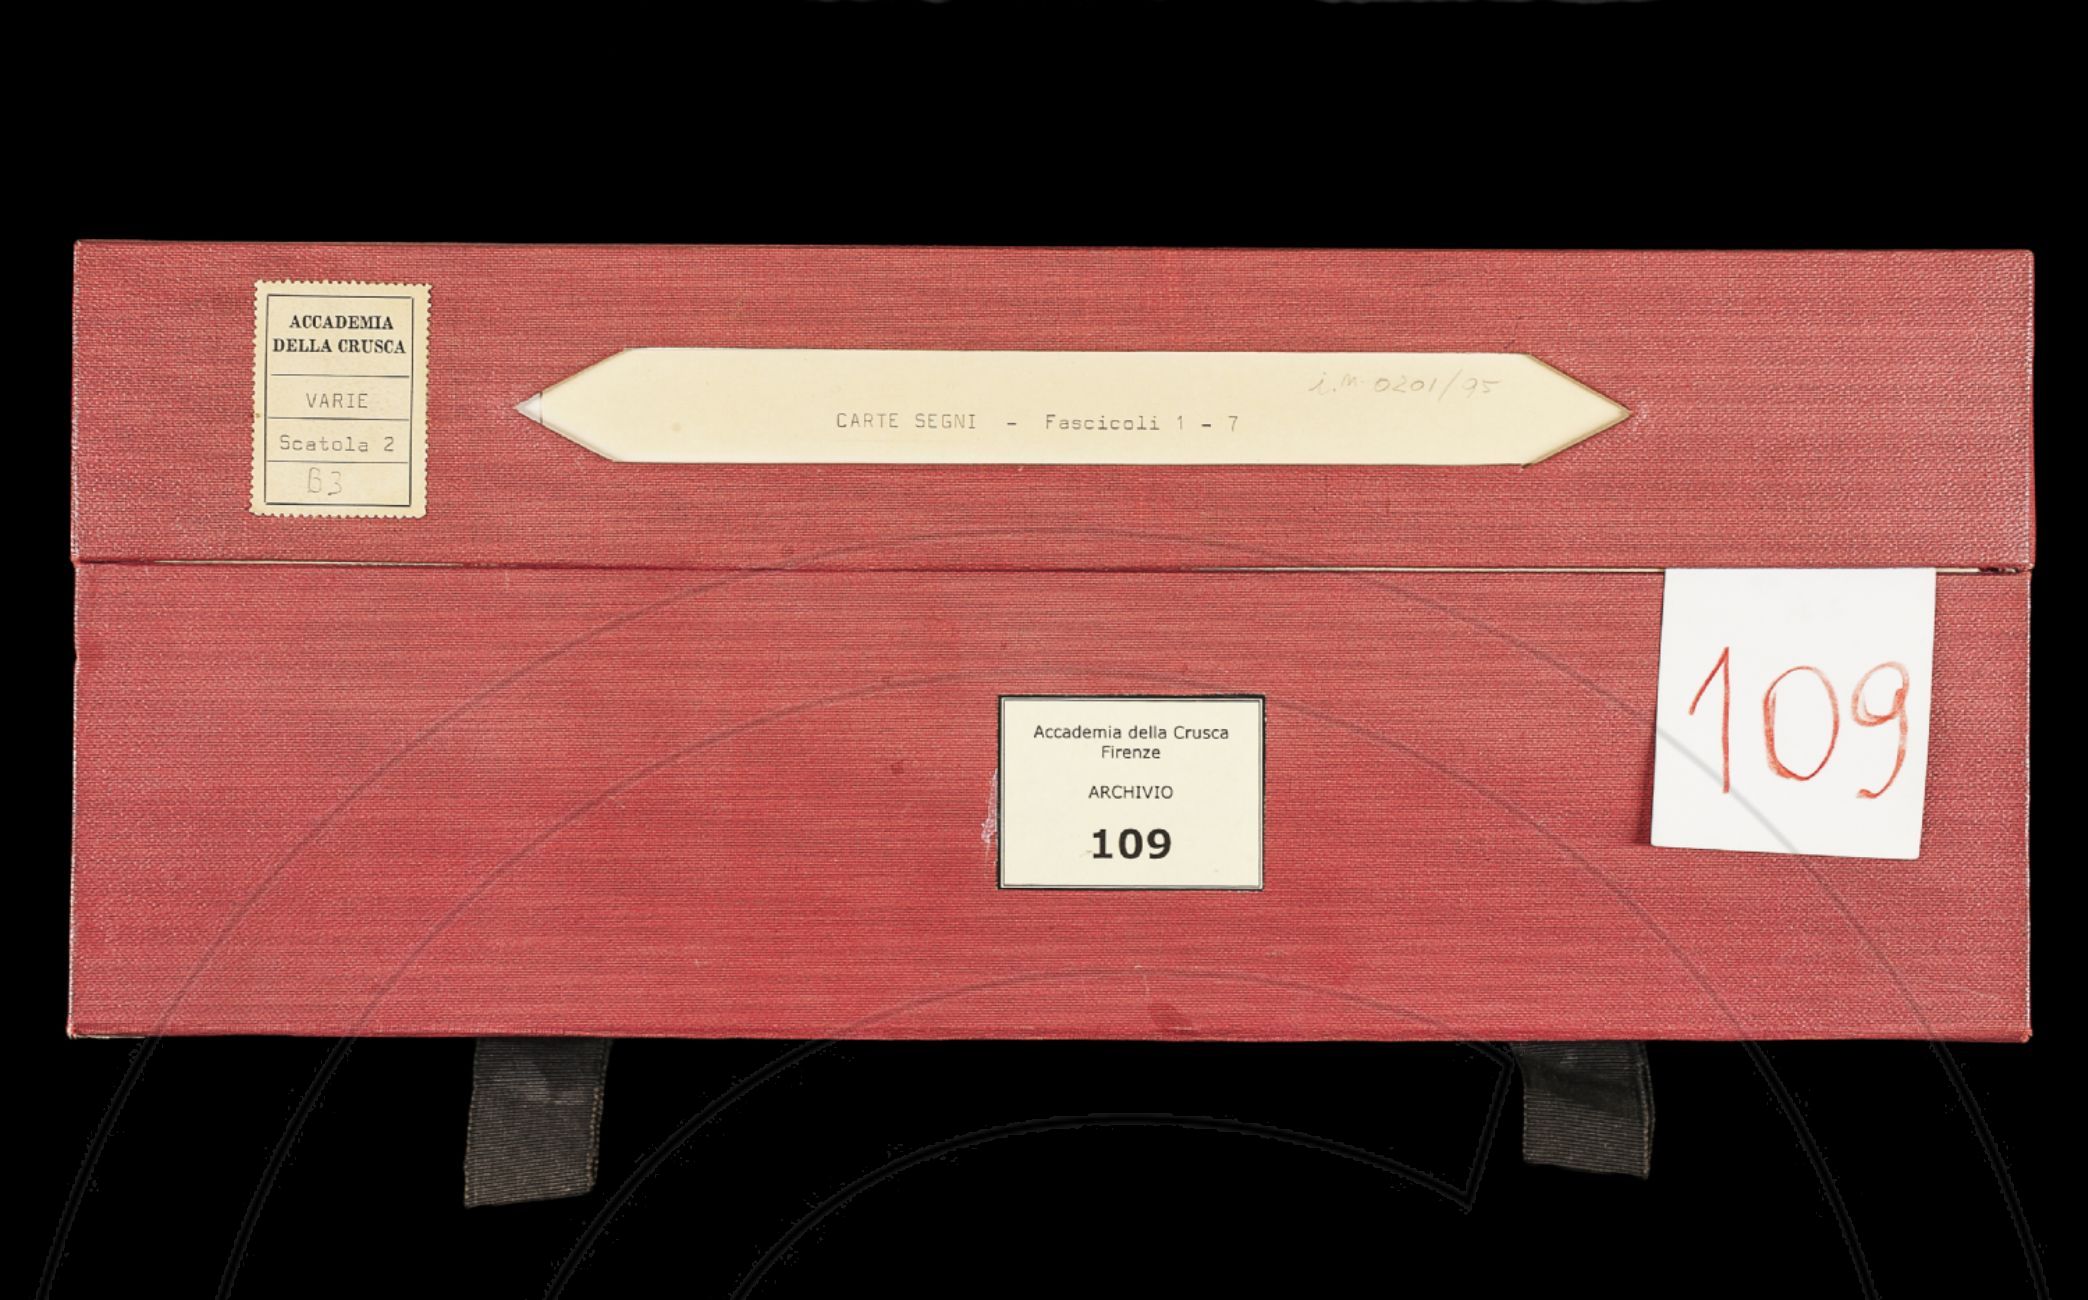 ACCADEMIA
DELLA CRUSCA
VARIE
Scatola 2
B3
i.m. 0201/95
CARTE SEGNI - Fascicoli 1 - 7
Accademia della Crusca
Firenze
ARCHIVIO
109
109